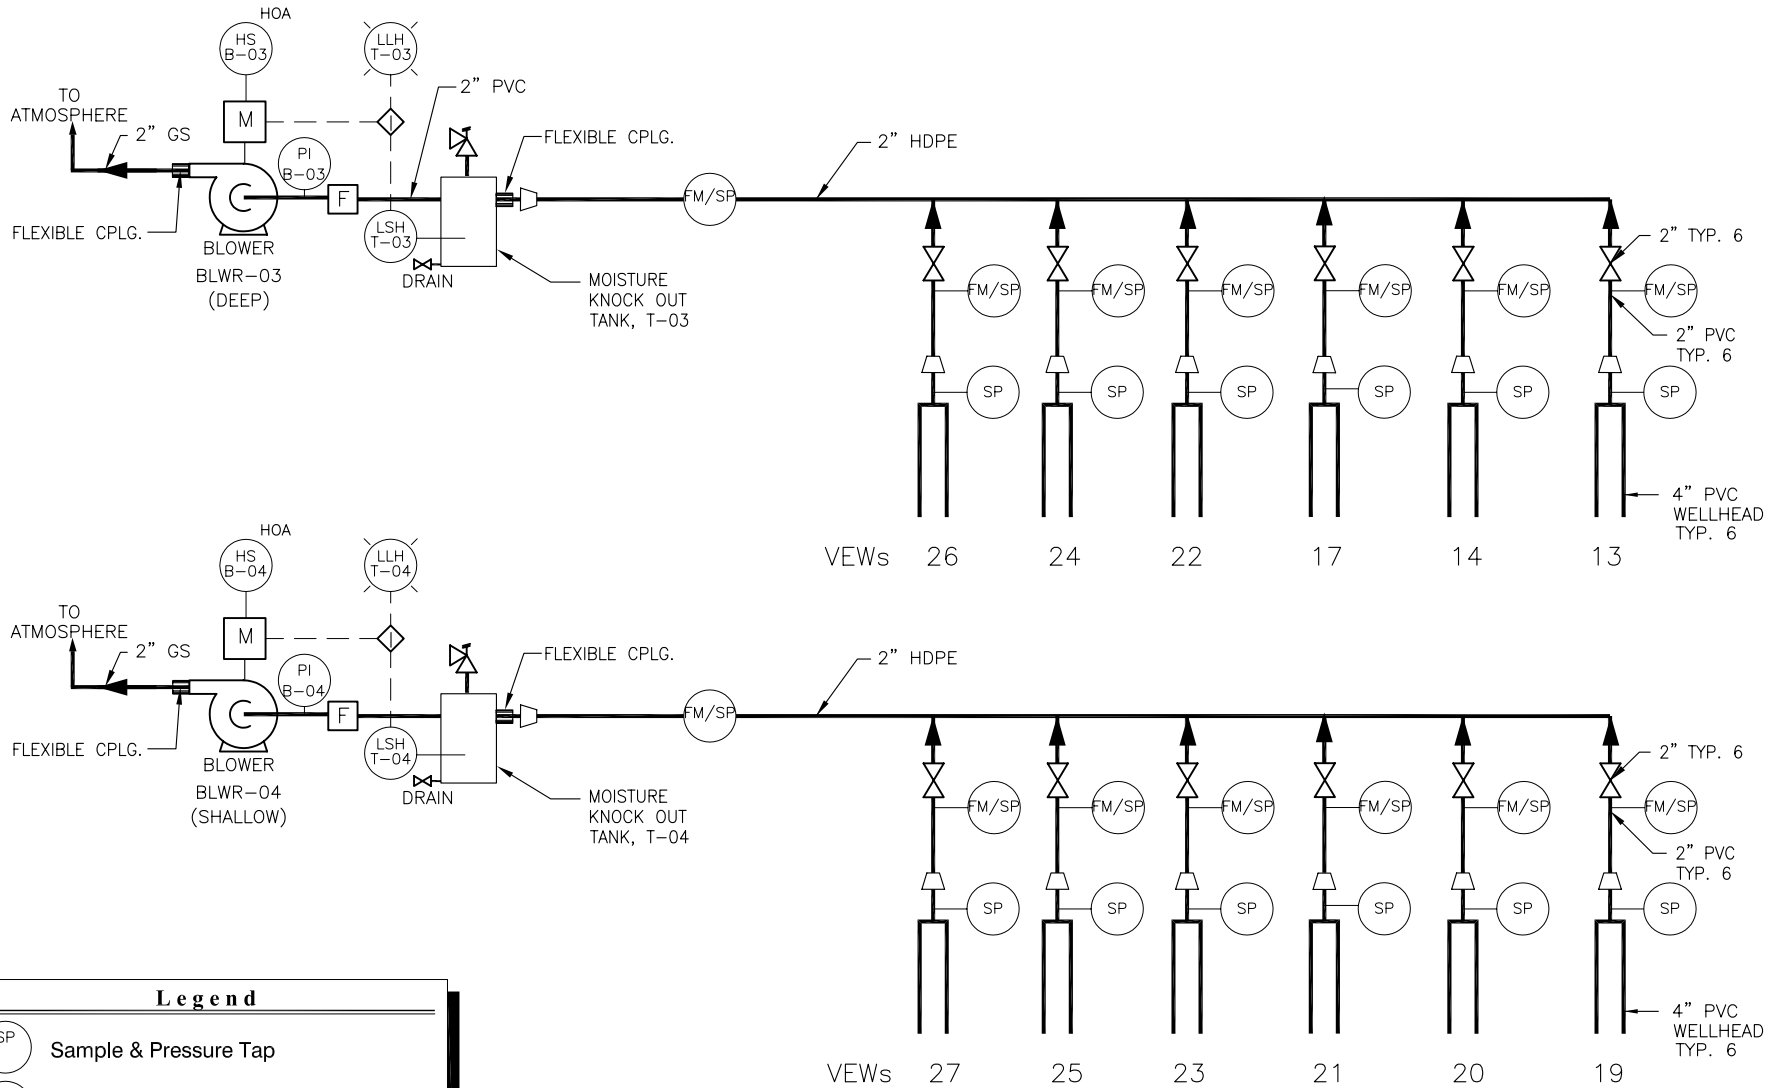 HOA
HS
B-03
LLH
T-03
TO
ATMOSPHERE
2" GS
M
2" PVC
FLEXIBLE CPLG.
2" HDPE
PI
B-03
F
FM/SP
FLEXIBLE CPLG.
LSH
T-03
BLOWER
BLWR-03
(DEEP)
DRAIN
MOISTURE
KNOCK OUT
TANK, T-03
2" TYP. 6
FM/SP
FM/SP
FM/SP
FM/SP
FM/SP
FM/SP
2" PVC
TYP. 6
SP
SP
SP
SP
SP
SP
4" PVC
WELLHEAD
TYP. 6
VEWs 26 24 22 17 14 13
HOA
HS
B-04
LLH
T-04
TO
ATMOSPHERE
2" GS
M
FLEXIBLE CPLG.
2" HDPE
PI
B-04
F
FM/SP
FLEXIBLE CPLG.
LSH
T-04
BLOWER
BLWR-04
(SHALLOW)
DRAIN
MOISTURE
KNOCK OUT
TANK, T-04
2" TYP. 6
FM/SP
FM/SP
FM/SP
FM/SP
FM/SP
FM/SP
2" PVC
TYP. 6
SP
SP
SP
SP
SP
SP
4" PVC
WELLHEAD
TYP. 6
VEWs 27 25 23 21 20 19
Legend
SP Sample & Pressure Tap